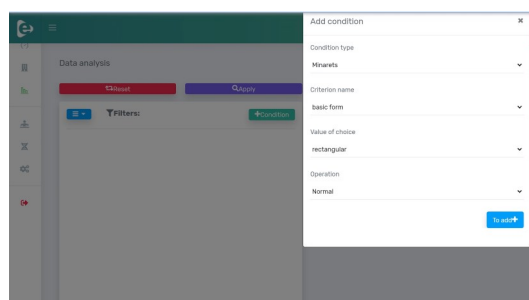 Add condition
Data analysis
Reset
Apply
Filters:
+Condition
Condition type
Minarets
Criterion name
basic form
Value of choice
rectangular
Operation
Normal
To add+